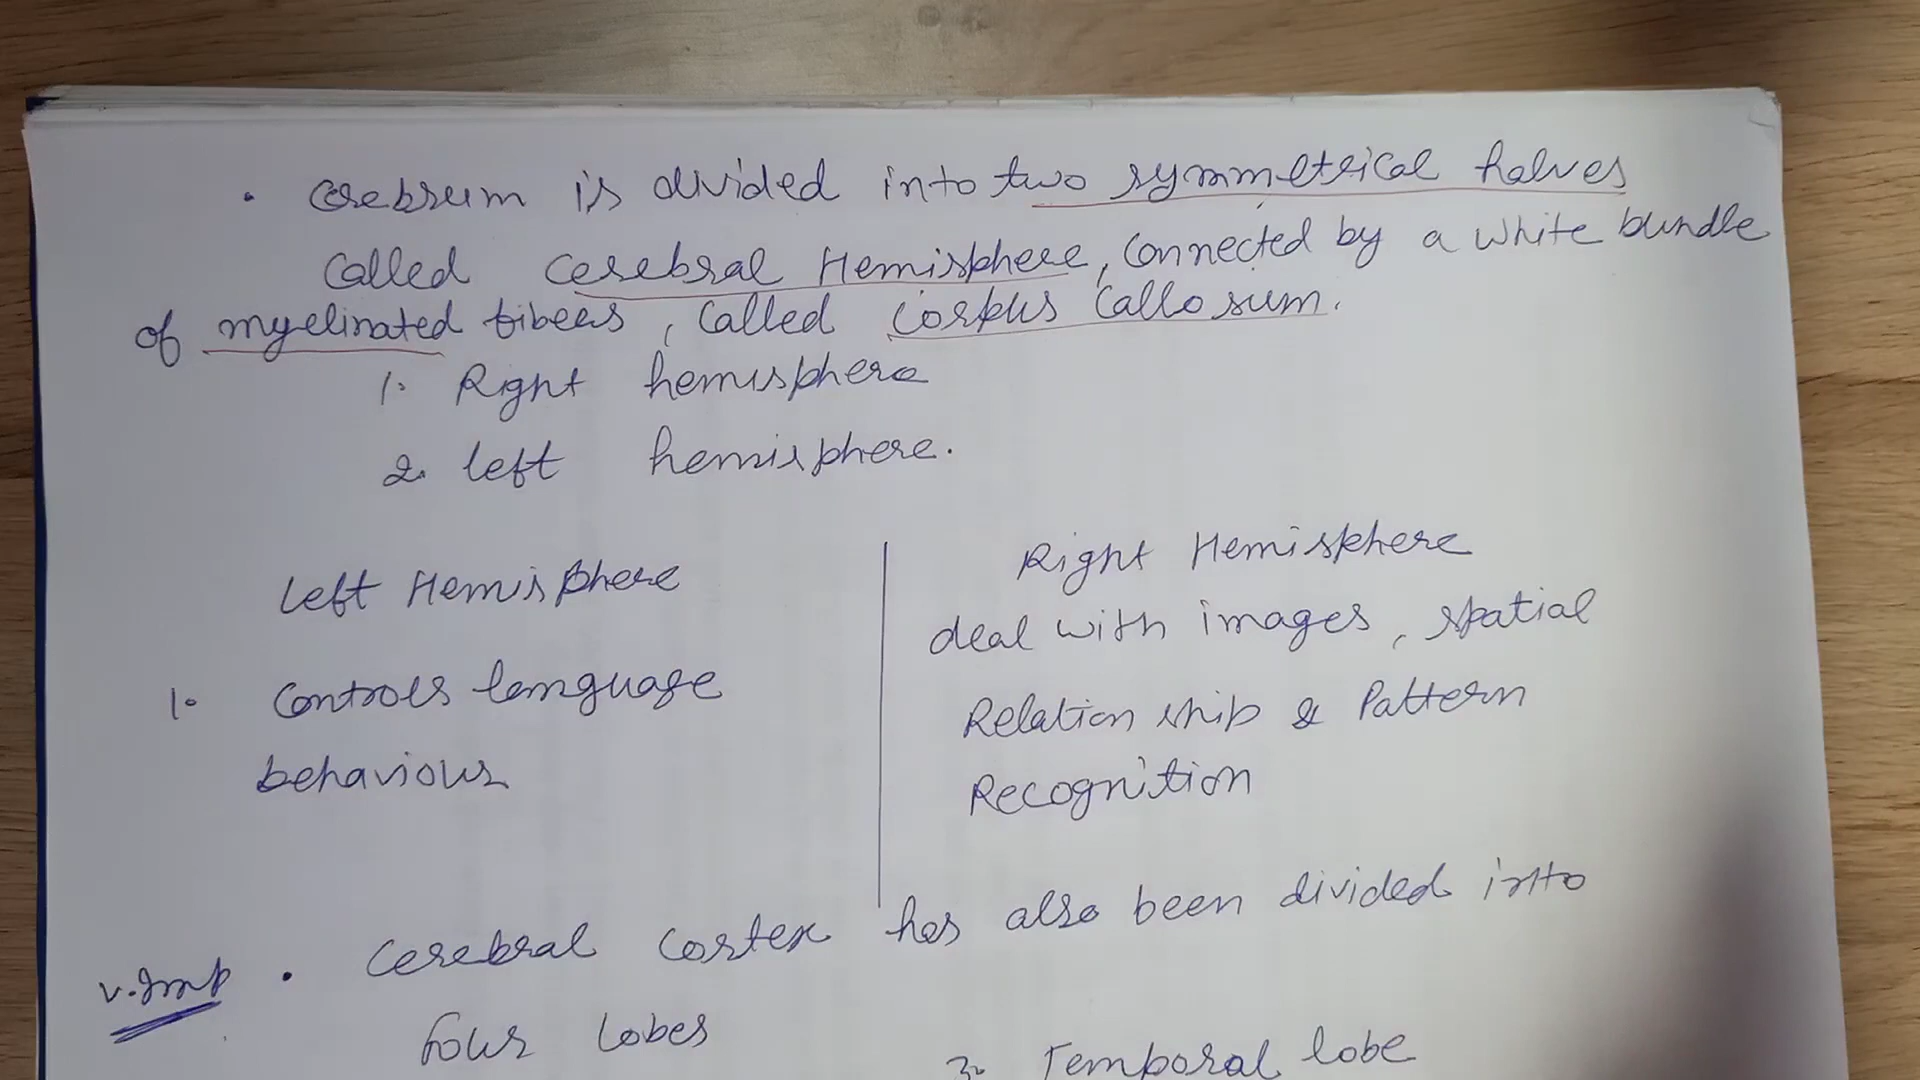 • Cerebrum is divided into two symmetrical halves
Called Cerebral Hemisphere, Connected by a white bundle
of myelinated fibers, Called Corpus Callosum.
1. Right hemisphere
2. left hemisphere.
Left Hemisphere
1. Controls language
behaviour
Right Hemisphere
deal with images, spatial
Relation ship & Pattern
Recognition
v.Imp • Cerebral cortex has also been divided into
four lobes
3. Temporal lobe